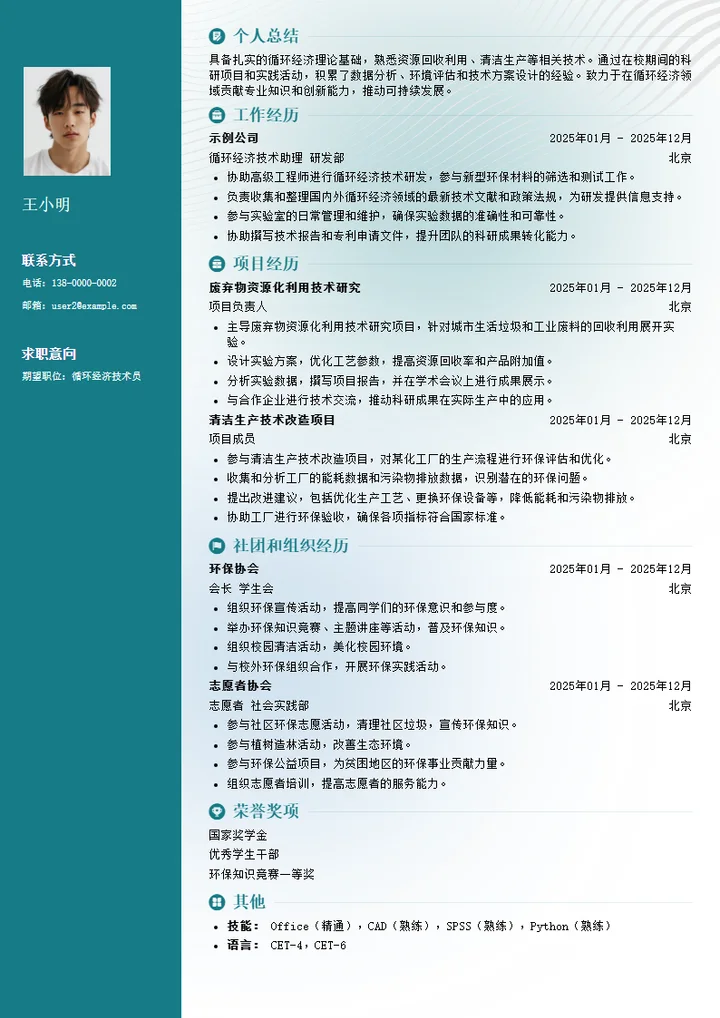 王小明
联系方式
电话：138-0000-0002
邮箱：user2@example.com
求职意向
期望职位：循环经济技术员
个人总结
具备扎实的循环经济理论基础，熟悉资源回收利用、清洁生产等相关技术。通过在校期间的科
研项目和实践活动，积累了数据分析、环境评估和技术方案设计的经验。致力于在循环经济领
域贡献专业知识和创新能力，推动可持续发展。
工作经历
示例公司 2025年01月 - 2025年12月
循环经济技术助理 研发部 北京
• 协助高级工程师进行循环经济技术研发，参与新型环保材料的筛选和测试工作。
• 负责收集和整理国内外循环经济领域的最新技术文献和政策法规，为研发提供信息支持。
• 参与实验室的日常管理和维护，确保实验数据的准确性和可靠性。
• 协助撰写技术报告和专利申请文件，提升团队的科研成果转化能力。
项目经历
废弃物资源化利用技术研究 2025年01月 - 2025年12月
项目负责人 北京
• 主导废弃物资源化利用技术研究项目，针对城市生活垃圾和工业废料的回收利用展开实
验。
• 设计实验方案，优化工艺参数，提高资源回收率和产品附加值。
• 分析实验数据，撰写项目报告，并在学术会议上进行成果展示。
• 与合作企业进行技术交流，推动科研成果在实际生产中的应用。
清洁生产技术改造项目 2025年01月 - 2025年12月
项目成员 北京
• 参与清洁生产技术改造项目，对某化工厂的生产流程进行环保评估和优化。
• 收集和分析工厂的能耗数据和污染物排放数据，识别潜在的环保问题。
• 提出改进建议，包括优化生产工艺、更换环保设备等，降低能耗和污染物排放。
• 协助工厂进行环保验收，确保各项指标符合国家标准。
社团和组织经历
环保协会 2025年01月 - 2025年12月
会长 学生会 北京
• 组织环保宣传活动，提高同学们的环保意识和参与度。
• 举办环保知识竞赛、主题讲座等活动，普及环保知识。
• 组织校园清洁活动，美化校园环境。
• 与校外环保组织合作，开展环保实践活动。
志愿者协会 2025年01月 - 2025年12月
志愿者 社会实践部 北京
• 参与社区环保志愿活动，清理社区垃圾，宣传环保知识。
• 参与植树造林活动，改善生态环境。
• 参与环保公益项目，为贫困地区的环保事业贡献力量。
• 组织志愿者培训，提高志愿者的服务能力。
荣誉奖项
国家奖学金
优秀学生干部
环保知识竞赛一等奖
其他
• 技能： Office（精通），CAD（熟练），SPSS（熟练），Python（熟练）
• 语言： CET-4，CET-6